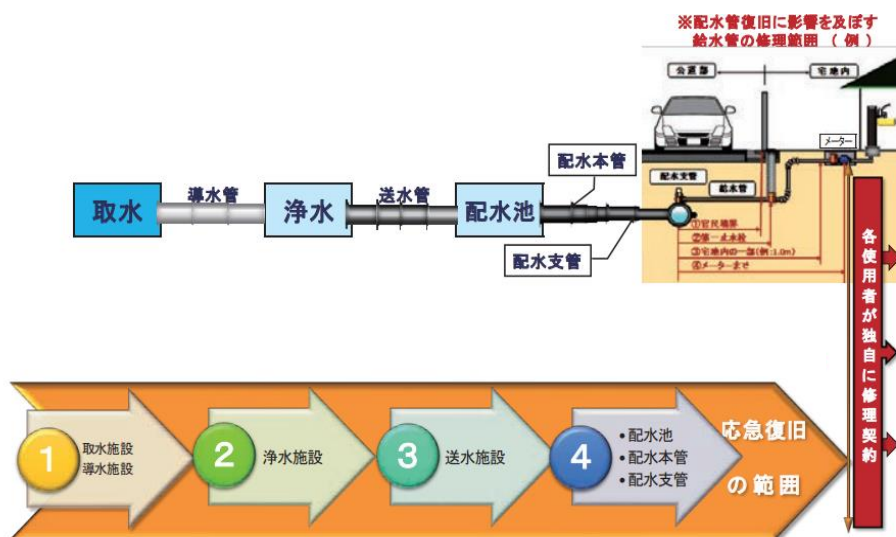 ※配水管復旧に影響を及ぼす
給水管の修理範囲（例）
公道部
宅地内
メーター
配水支管
給水管
①官民境界
②第一止水栓
③宅地内の一部(例:1.0m)
④メーターまで
取水
導水管
浄水
送水管
配水池
配水本管
配水支管
各使用者が独自に修理契約
1
取水施設
導水施設
2
浄水施設
3
送水施設
4
•配水池
•配水本管
•配水支管
応急復旧
の範囲